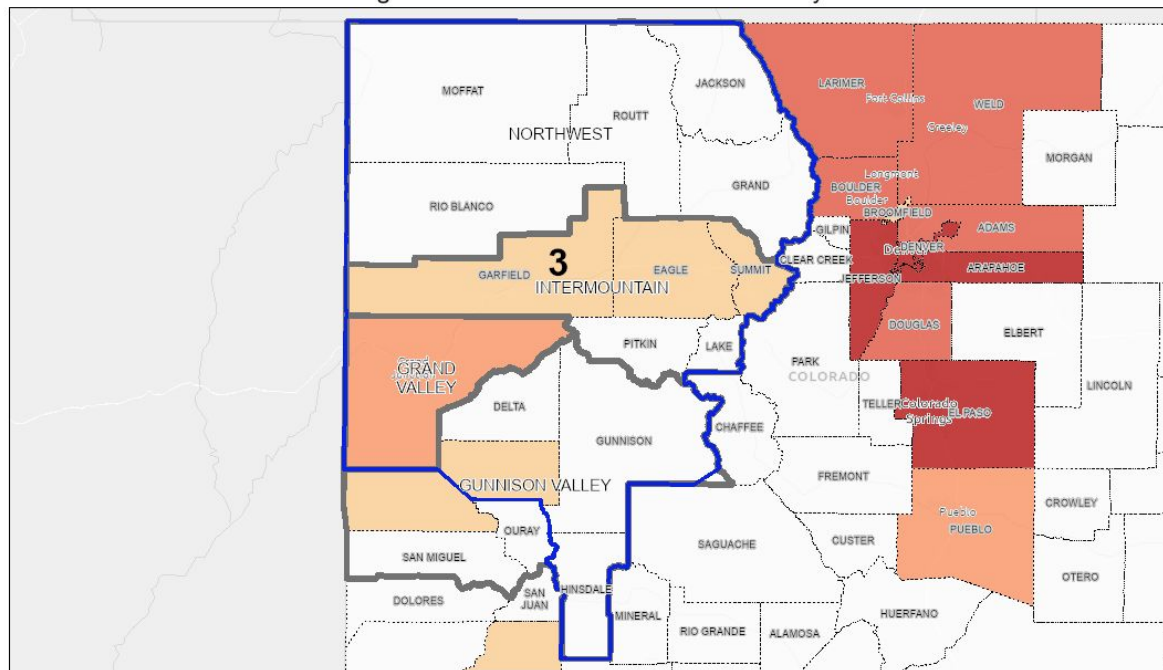 MOFFAT
JACKSON
LARIMER
Fort Collins
WELD
ROUTT
NORTHWEST
Greeley
MORGAN
GRAND
Longmont
BOULDER
Boulder
RIO BLANCO
BROOMFIELD
GILPIN
ADAMS
DENVER
CLEAR CREEK
ARAPAHOE
3
GARFIELD
EAGLE
SUMMIT
JEFFERSON
INTERMOUNTAIN
DOUGLAS
ELBERT
PITKIN
LAKE
PARK
GRAND
VALLEY
COLORADO
LINCOLN
DELTA
TELLER
Colorado
Springs
EL PASO
GUNNISON
CHAFFEE
FREMONT
GUNNISON VALLEY
CROWLEY
Pueblo
PUEBLO
OURAY
SAGUACHE
CUSTER
SAN MIGUEL
OTERO
HINSDALE
DOLORES
SAN
JUAN
MINERAL
HUERFANO
RIO GRANDE
ALAMOSA